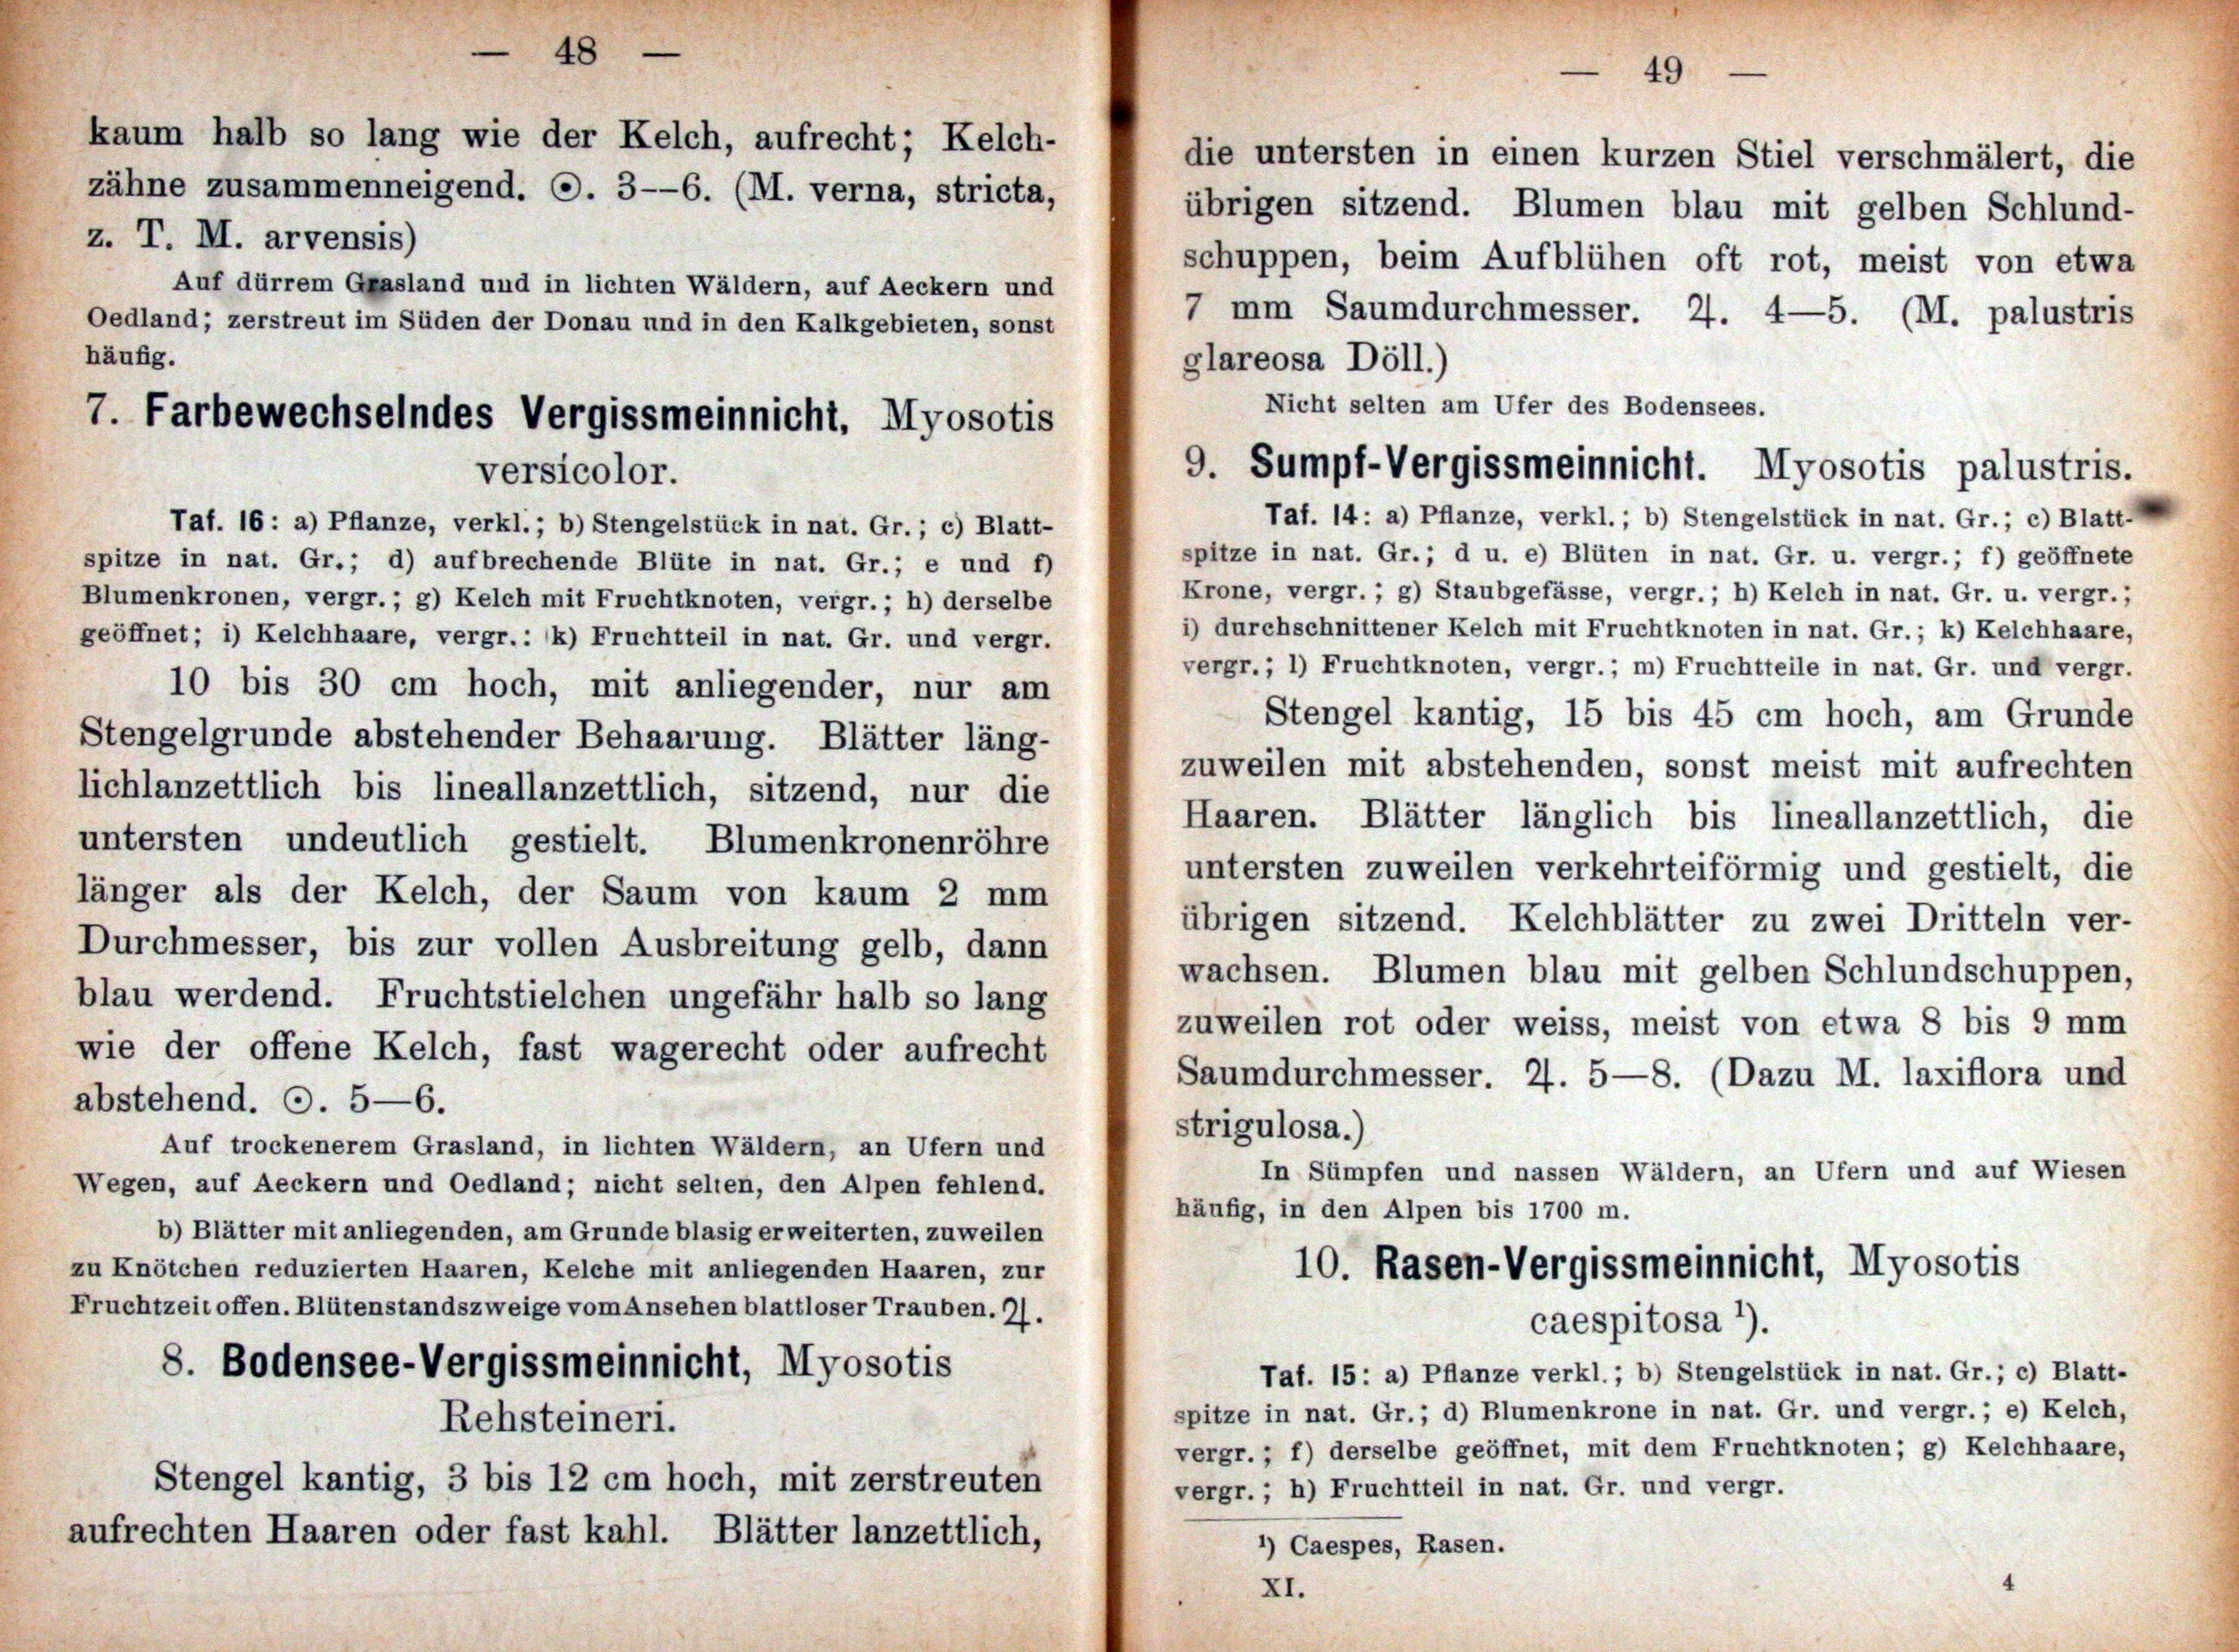 — 48 —
kaum halb so lang wie der Kelch, aufrecht; Kelch-
zähne zusammenneigend. ⊙. 3--6. (M. verna, stricta,
z. T. M. arvensis)
Auf dürrem Grasland und in lichten Wäldern, auf Aeckern und
Oedland; zerstreut im Süden der Donau und in den Kalkgebieten, sonst
häufig.
7. Farbewechselndes Vergissmeinnicht, Myosotis
versicolor.
Taf. 16: a) Pflanze, verkl.; b) Stengelstück in nat. Gr.; c) Blatt-
spitze in nat. Gr.; d) aufbrechende Blüte in nat. Gr.; e und f)
Blumenkronen, vergr.; g) Kelch mit Fruchtknoten, vergr.; h) derselbe
geöffnet; i) Kelchhaare, vergr.: k) Fruchtteil in nat. Gr. und vergr.
10 bis 30 cm hoch, mit anliegender, nur am
Stengelgrunde abstehender Behaarung. Blätter läng-
lichlanzettlich bis lineallanzettlich, sitzend, nur die
untersten undeutlich gestielt. Blumenkronenröhre
länger als der Kelch, der Saum von kaum 2 mm
Durchmesser, bis zur vollen Ausbreitung gelb, dann
blau werdend. Fruchtstielchen ungefähr halb so lang
wie der offene Kelch, fast wagerecht oder aufrecht
abstehend. ⊙. 5—6.
Auf trockenerem Grasland, in lichten Wäldern, an Ufern und
Wegen, auf Aeckern und Oedland; nicht selten, den Alpen fehlend.
b) Blätter mit anliegenden, am Grunde blasig erweiterten, zuweilen
zu Knötchen reduzierten Haaren, Kelche mit anliegenden Haaren, zur
Fruchtzeit offen. Blütenstandszweige vom Ansehen blattloser Trauben. ♃.
8. Bodensee-Vergissmeinnicht, Myosotis
Rehsteineri.
Stengel kantig, 3 bis 12 cm hoch, mit zerstreuten
aufrechten Haaren oder fast kahl. Blätter lanzettlich,
— 49 —
die untersten in einen kurzen Stiel verschmälert, die
übrigen sitzend. Blumen blau mit gelben Schlund-
schuppen, beim Aufblühen oft rot, meist von etwa
7 mm Saumdurchmesser. ♃. 4—5. (M. palustris
glareosa Döll.)
Nicht selten am Ufer des Bodensees.
9. Sumpf-Vergissmeinnicht. Myosotis palustris.
Taf. 14: a) Pflanze, verkl.; b) Stengelstück in nat. Gr.; c) Blatt-
spitze in nat. Gr.; d u. e) Blüten in nat. Gr. u. vergr.; f) geöffnete
Krone, vergr.; g) Staubgefässe, vergr.; h) Kelch in nat. Gr. u. vergr.;
i) durchschnittener Kelch mit Fruchtknoten in nat. Gr.; k) Kelchhaare,
vergr.; l) Fruchtknoten, vergr.; m) Fruchtteile in nat. Gr. und vergr.
Stengel kantig, 15 bis 45 cm hoch, am Grunde
zuweilen mit abstehenden, sonst meist mit aufrechten
Haaren. Blätter länglich bis lineallanzettlich, die
untersten zuweilen verkehrteiförmig und gestielt, die
übrigen sitzend. Kelchblätter zu zwei Dritteln ver-
wachsen. Blumen blau mit gelben Schlundschuppen,
zuweilen rot oder weiss, meist von etwa 8 bis 9 mm
Saumdurchmesser. ♃. 5—8. (Dazu M. laxiflora und
strigulosa.)
In Sümpfen und nassen Wäldern, an Ufern und auf Wiesen
häufig, in den Alpen bis 1700 m.
10. Rasen-Vergissmeinnicht, Myosotis
caespitosa ¹).
Taf. 15: a) Pflanze verkl.; b) Stengelstück in nat. Gr.; c) Blatt-
spitze in nat. Gr.; d) Blumenkrone in nat. Gr. und vergr.; e) Kelch,
vergr.; f) derselbe geöffnet, mit dem Fruchtknoten; g) Kelchhaare,
vergr.; h) Fruchtteil in nat. Gr. und vergr.
¹) Caespes, Rasen.
XI. 4